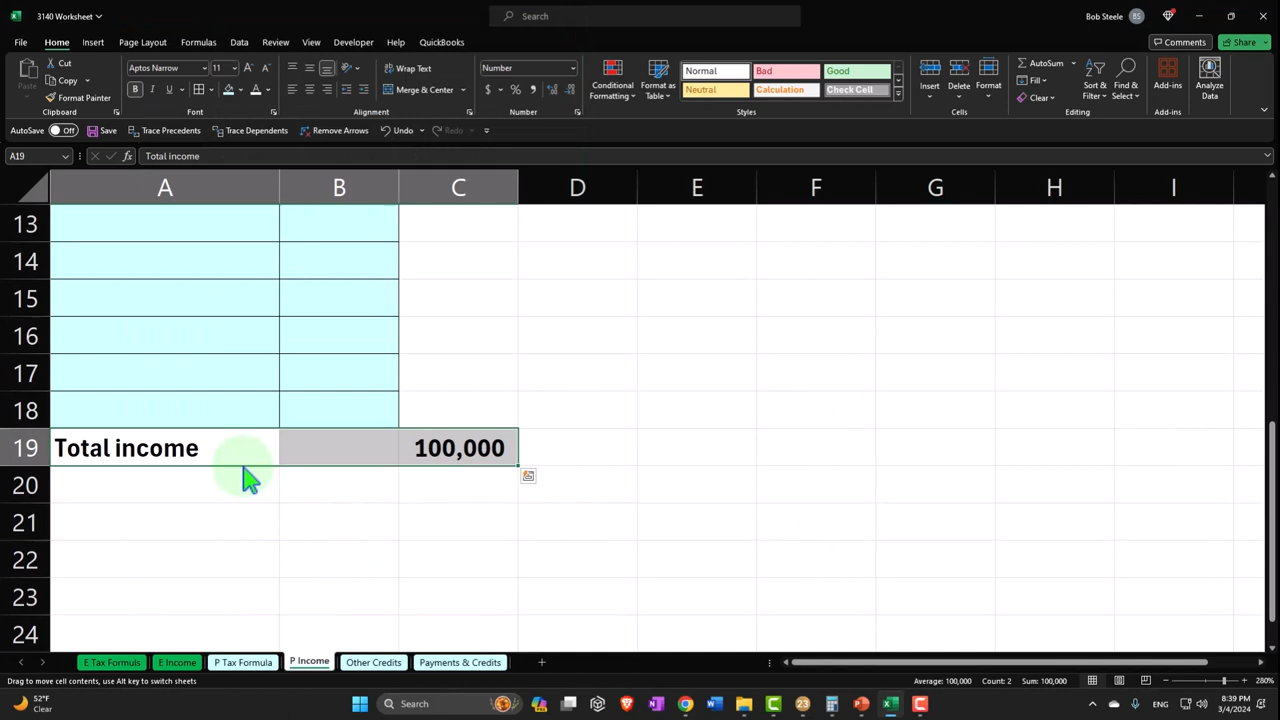 3140 Worksheet
Search
Bob Steele
BS
File
Home
Insert
Page Layout
Formulas
Data
Review
View
Developer
Help
QuickBooks
Comments
Share
Paste
Cut
Copy
Format Painter
Clipboard
Aptos Narrow
11
B
I
U
Font
Wrap Text
Merge & Center
Alignment
Number
$
%
Number
Conditional
Formatting
Format as
Table
Normal
Bad
Good
Neutral
Calculation
Check Cell
Styles
Insert
Delete
Format
Cells
AutoSum
Fill
Clear
Sort &
Filter
Find &
Select
Editing
Add-ins
Add-ins
Analyze
Data
AutoSave
Off
Save
Trace Precedents
Trace Dependents
Remove Arrows
Undo
Redo
A19
fx
Total income
A
B
C
D
E
F
G
H
I
13
14
15
16
17
18
19
Total income
100,000
20
21
22
23
24
E Tax Formuls
E Income
P Tax Formula
P Income
Other Credits
Payments & Credits
Drag to move cell contents, use Alt key to switch sheets
Average: 100,000
Count: 2
Sum: 100,000
280%
52°F
Clear
Search
23
ENG
8:39 PM
3/4/2024